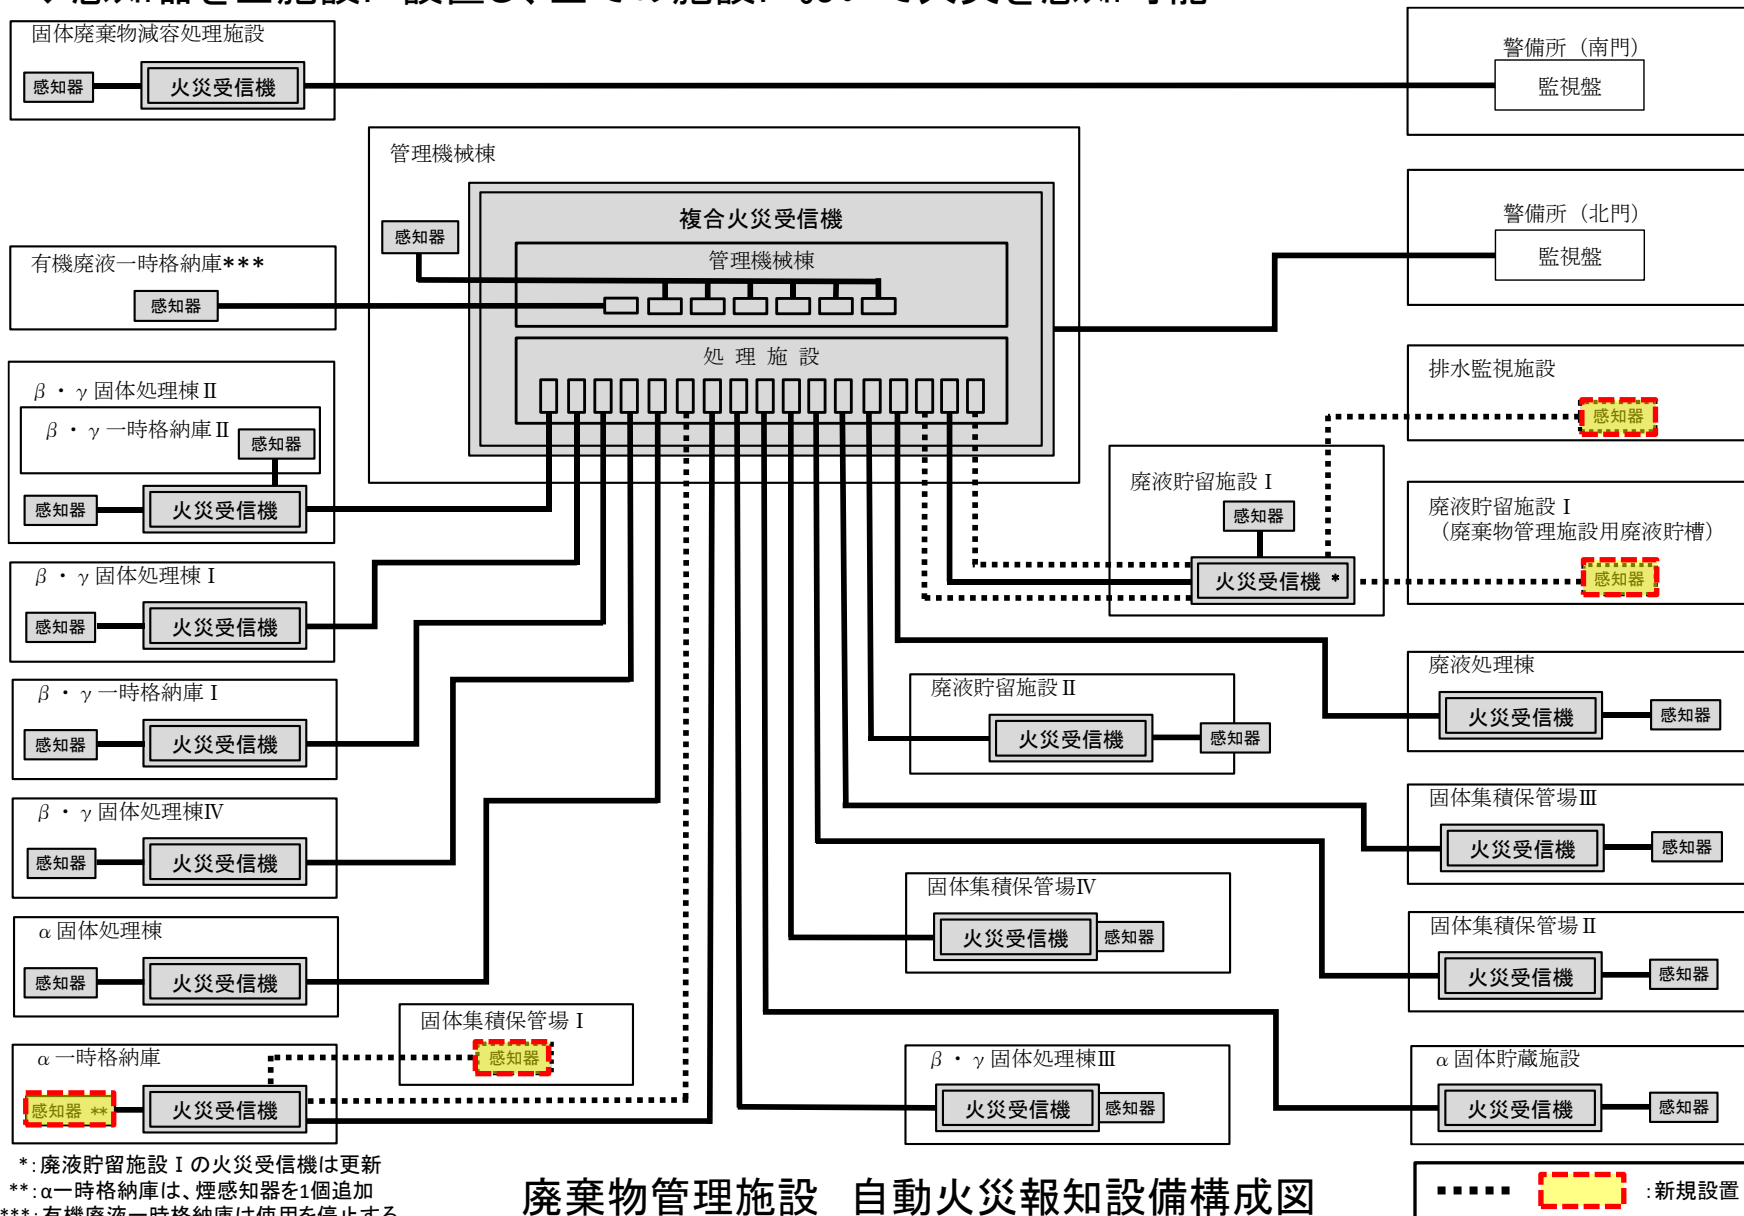 固体廃棄物減容処理施設
感知器
火災受信機
警備所（南門）
監視盤
管理機械棟
複合火災受信機
感知器
管理機械棟
警備所（北門）
監視盤
有機廃液一時格納庫***
感知器
処理施設
β・γ固体処理棟Ⅱ
β・γ一時格納庫Ⅱ
感知器
感知器
火災受信機
排水監視施設
感知器
廃液貯留施設Ⅰ
感知器
火災受信機 *
廃液貯留施設Ⅰ
（廃棄物管理施設用廃液貯槽）
感知器
β・γ固体処理棟Ⅰ
感知器
火災受信機
β・γ一時格納庫Ⅰ
感知器
火災受信機
廃液貯留施設Ⅱ
火災受信機
感知器
廃液処理棟
火災受信機
感知器
β・γ固体処理棟Ⅳ
感知器
火災受信機
固体集積保管場Ⅲ
火災受信機
感知器
固体集積保管場Ⅳ
火災受信機
感知器
α固体処理棟
感知器
火災受信機
固体集積保管場Ⅱ
火災受信機
感知器
固体集積保管場Ⅰ
感知器
α一時格納庫
感知器 **
火災受信機
β・γ固体処理棟Ⅲ
火災受信機
感知器
α固体貯蔵施設
火災受信機
感知器
*：廃液貯留施設Ⅰの火災受信機は更新
**：α一時格納庫は、煙感知器を1個追加
***：有機廃液一時格納庫は使用を停止する
廃棄物管理施設　自動火災報知設備構成図
：新規設置